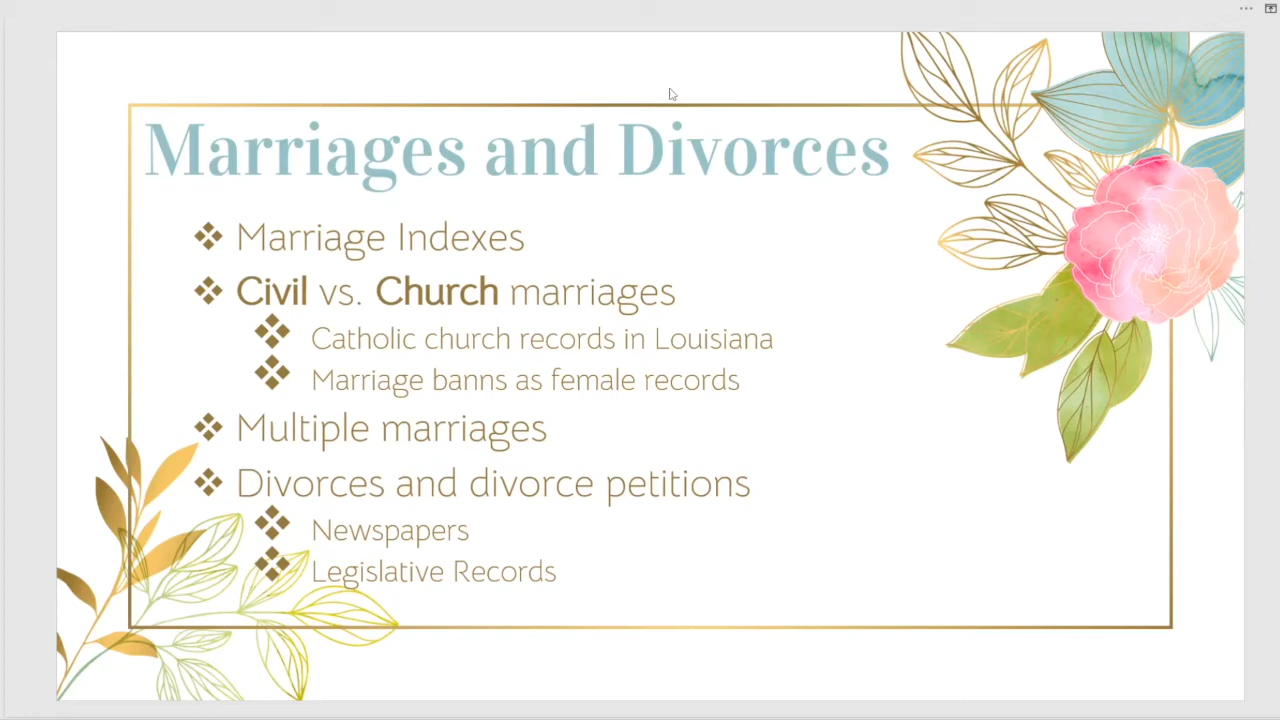 Marriages and Divorces
Marriage Indexes
Civil vs. Church marriages
Catholic church records in Louisiana
Marriage banns as female records
Multiple marriages
Divorces and divorce petitions
Newspapers
Legislative Records